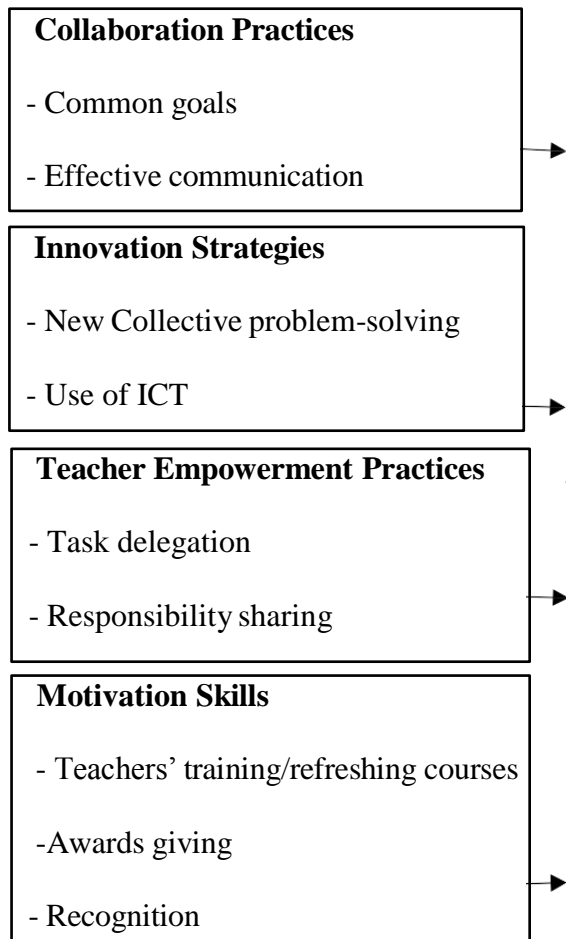 Collaboration Practices
- Common goals
- Effective communication
Innovation Strategies
- New Collective problem-solving
- Use of ICT
Teacher Empowerment Practices
- Task delegation
- Responsibility sharing
Motivation Skills
- Teachers’ training/refreshing courses
-Awards giving
- Recognition